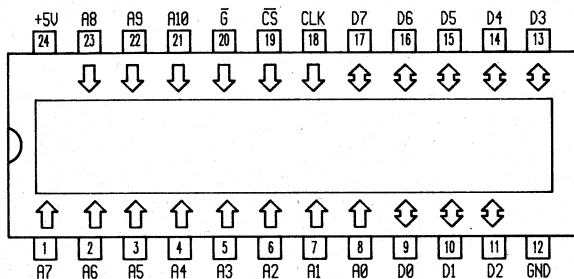 +5V A8 A9 A10 G̅ C̅S̅ CLK D7 D6 D5 D4 D3
24 23 22 21 20 19 18 17 16 15 14 13
1 2 3 4 5 6 7 8 9 10 11 12
A7 A6 A5 A4 A3 A2 A1 A0 D0 D1 D2 GND